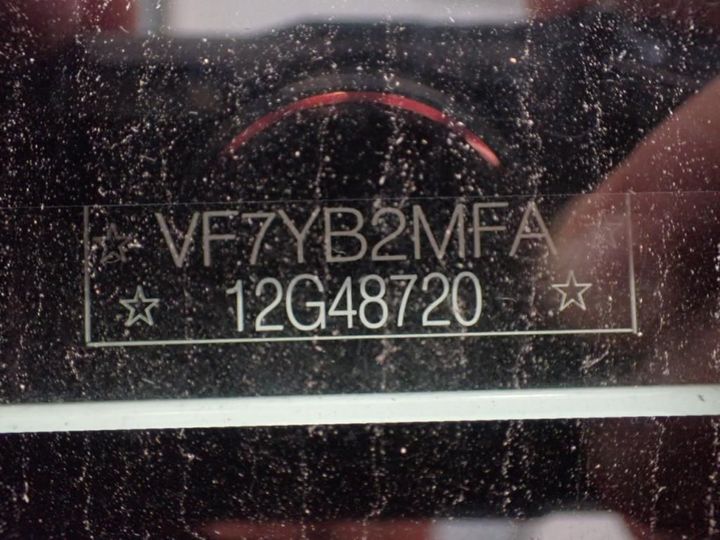 ☆ VF7YB2MFA ☆
☆ 12G48720 ☆